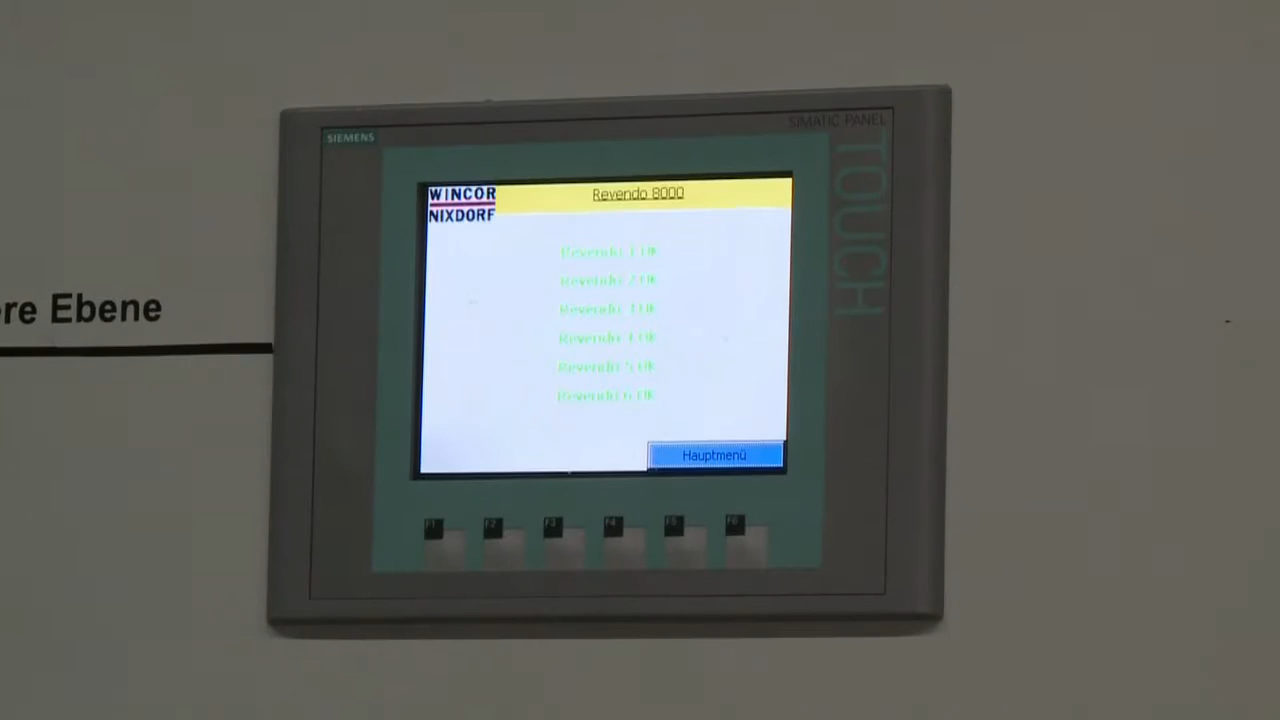 SIEMENS
SIMATIC PANEL
TOUCH
WINCOR
NIXDORF
Revendo 8000
Revendo 1 OK
Revendo 2 OK
Revendo 3 OK
Revendo 4 OK
Revendo 5 OK
Revendo 6 OK
Hauptmenü
F1 F2 F3 F4 F5 F6
re Ebene